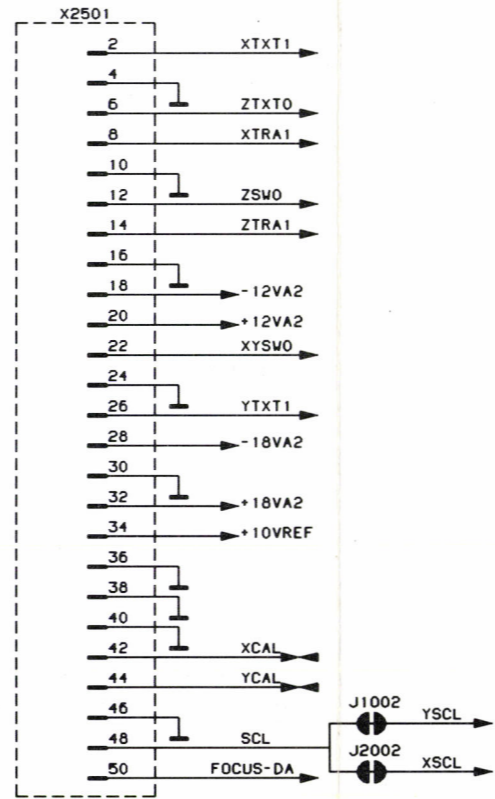 X2501
2 XTXT1
4
6 ZTXT0
8 XTRA1
10
12 ZSW0
14 ZTRA1
16
18 -12VA2
20 +12VA2
22 XYSW0
24
26 YTXT1
28 -18VA2
30
32 +18VA2
34 +10VREF
36
38
40
42 XCAL
44 YCAL
46
J1002 YSCL
48 SCL
J2002 XSCL
50 FOCUS-DA